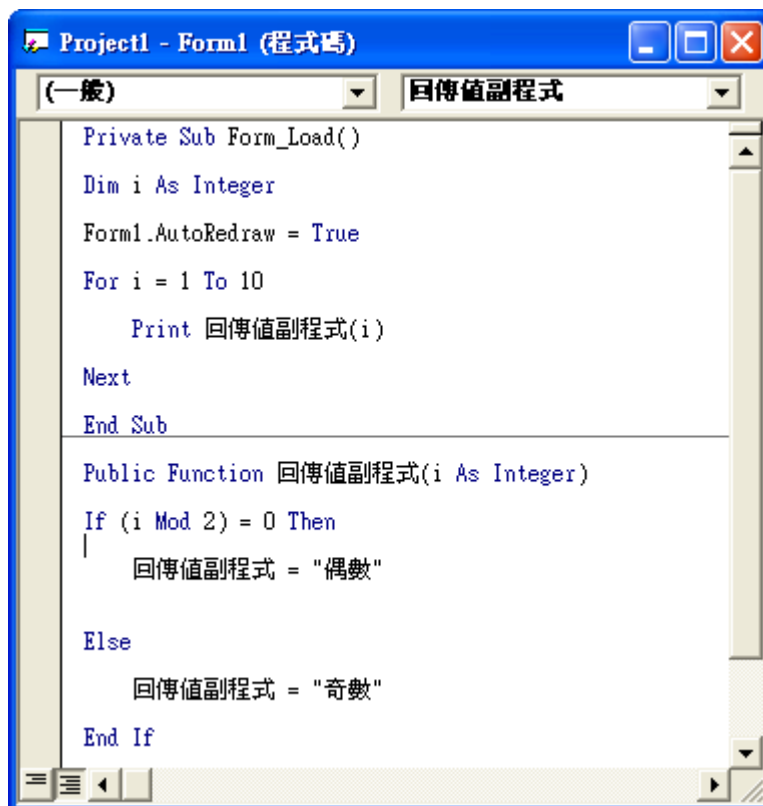 Project1 - Form1 (程式碼)
(一般) 回傳值副程式
Private Sub Form_Load()
Dim i As Integer
Form1.AutoRedraw = True
For i = 1 To 10
Print 回傳值副程式(i)
Next
End Sub
Public Function 回傳值副程式(i As Integer)
If (i Mod 2) = 0 Then
回傳值副程式 = "偶數"
Else
回傳值副程式 = "奇數"
End If